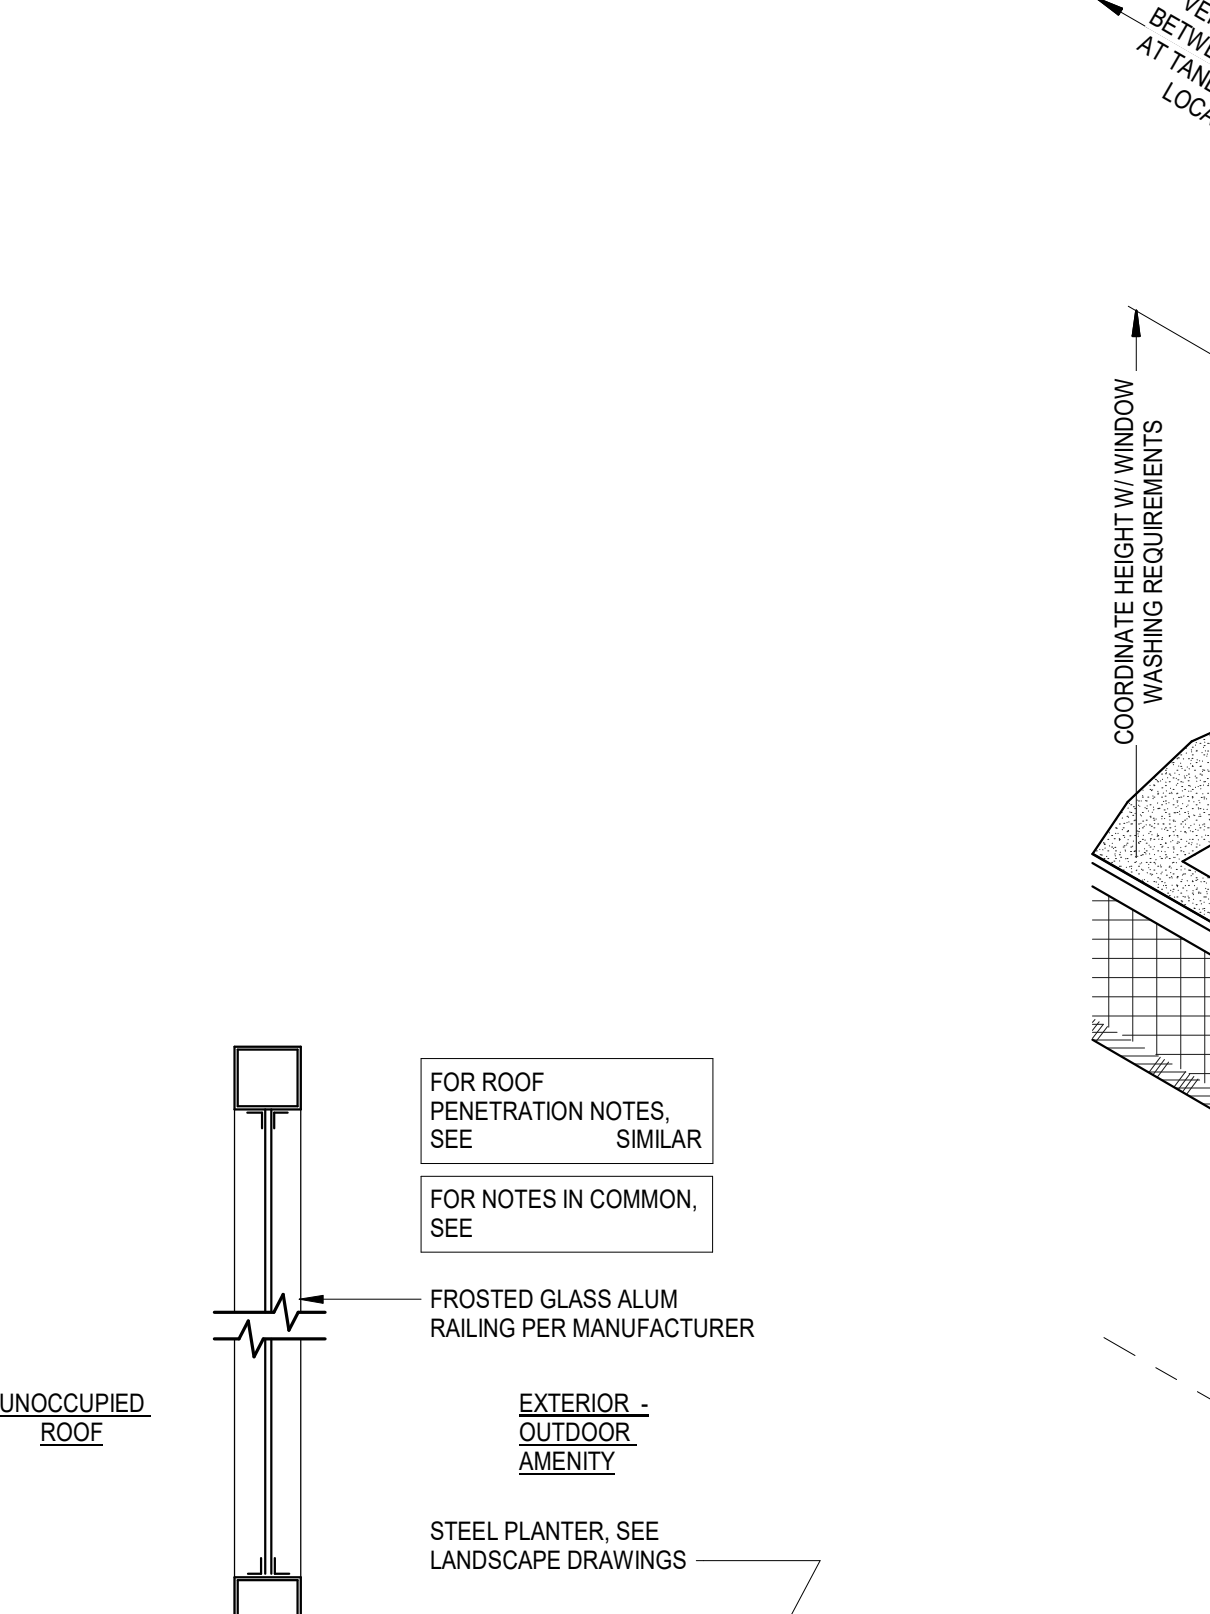 AT
COORDINATE HEIGHT W/ WINDOW
WASHING REQUIREMENTS
FOR ROOF
PENETRATION NOTES,
SEE SIMILAR
FOR NOTES IN COMMON,
SEE
FROSTED GLASS ALUM
RAILING PER MANUFACTURER
UNOCCUPIED
ROOF
EXTERIOR -
OUTDOOR
AMENITY
STEEL PLANTER, SEE
LANDSCAPE DRAWINGS